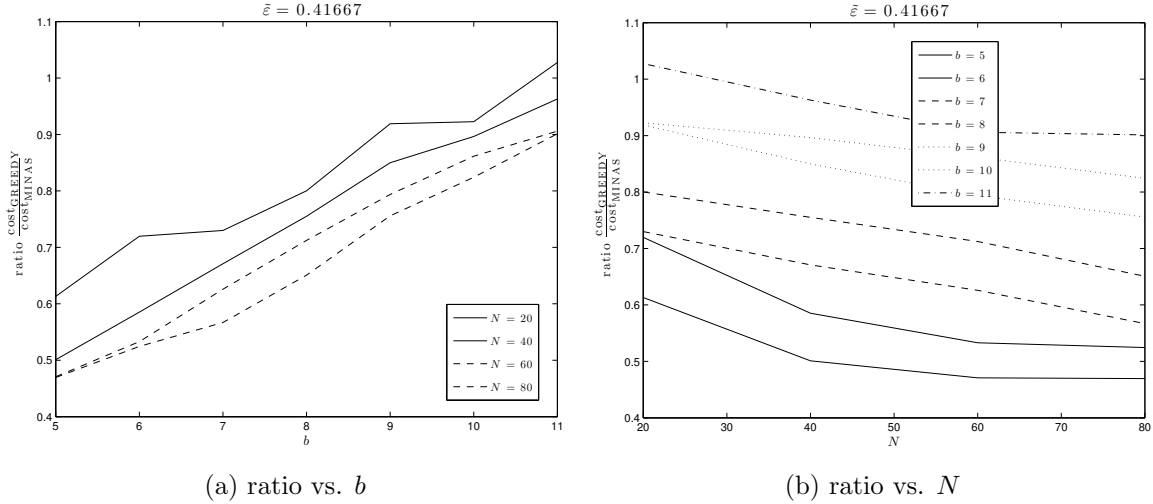 ε̃ = 0.41667
1.1
1
0.9
0.8
0.7
0.6
0.5
0.4
ratio cost_GREEDY / cost_MINAS
5 6 7 8 9 10 11
b
N = 20
N = 40
N = 60
N = 80
(a) ratio vs. b
ε̃ = 0.41667
1.1
1
0.9
0.8
0.7
0.6
0.5
0.4
ratio cost_GREEDY / cost_MINAS
20 30 40 50 60 70 80
N
b = 5
b = 6
b = 7
b = 8
b = 9
b = 10
b = 11
(b) ratio vs. N